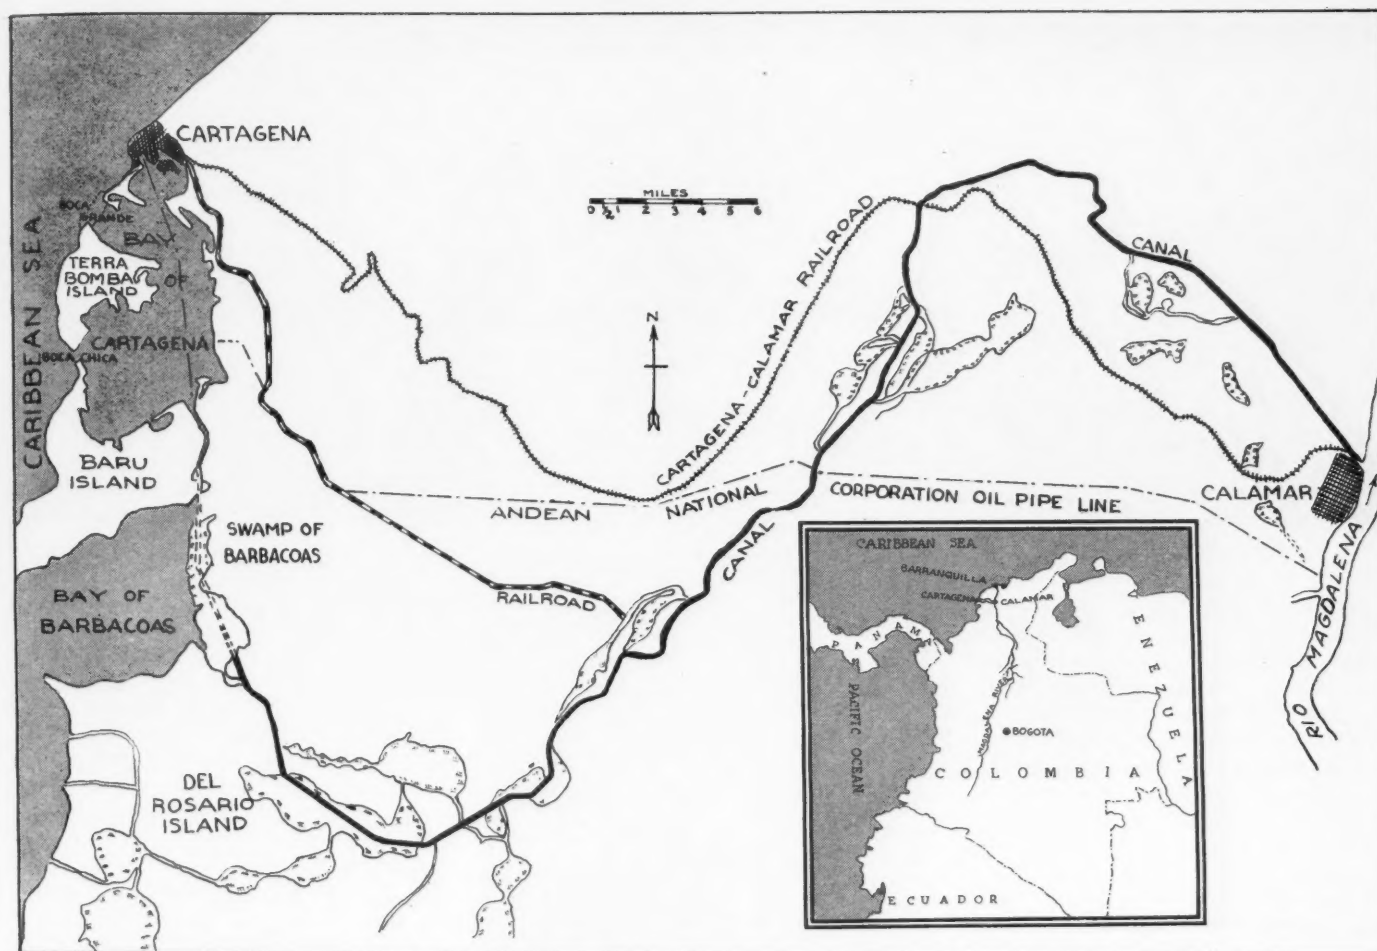 CARTAGENA
CARIBBEAN SEA
BOCA
GRANDE
BAY
OF
CARTAGENA
TERRA
BOMBA
ISLAND
BOCA CHICA
BARU
ISLAND
SWAMP OF
BARBACOAS
BAY OF
BARBACOAS
DEL
ROSARIO
ISLAND
MILES
0 ½ 1 2 3 4 5 6
N
CARTAGENA-CALAMAR RAILROAD
CANAL
ANDEAN NATIONAL CORPORATION OIL PIPE LINE
RAILROAD
CANAL
CALAMAR
RIO MAGDALENA
CARIBBEAN SEA
BARRANQUILLA
CARTAGENA
CALAMAR
PANAMA
PACIFIC OCEAN
MAGDALENA RIVER
BOGOTA
COLOMBIA
ENEZUELA
ECUADOR